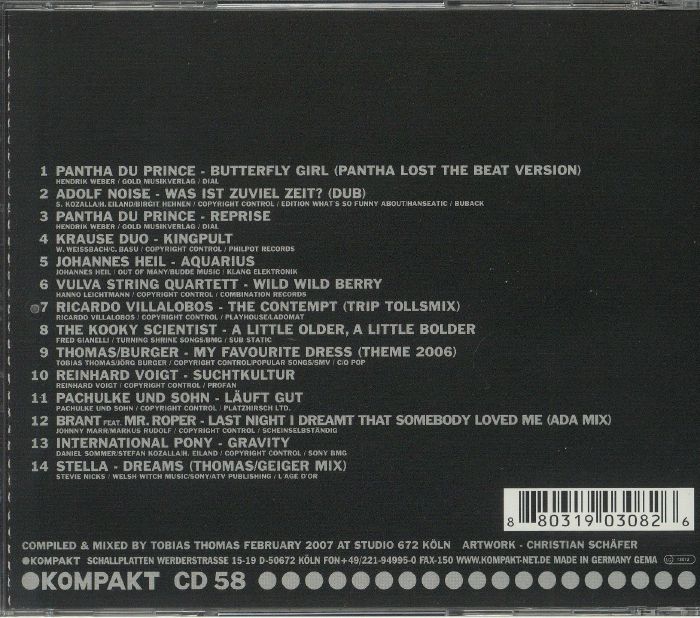 1 PANTHA DU PRINCE - BUTTERFLY GIRL (PANTHA LOST THE BEAT VERSION)
HENDRIK WEBER / GOLD MUSIKVERLAG / DIAL
2 ADOLF NOISE - WAS IST ZUVIEL ZEIT? (DUB)
S. KOZALLA/H. EILAND/BIRGIT HEHNEN / COPYRIGHT CONTROL / EDITION WHAT'S SO FUNNY ABOUT/HANSEATIC / BUBACK
3 PANTHA DU PRINCE - REPRISE
HENDRIK WEBER / GOLD MUSIKVERLAG / DIAL
4 KRAUSE DUO - KINGPULT
W. WEISSBACH/C. BASU / COPYRIGHT CONTROL / PHILPOT RECORDS
5 JOHANNES HEIL - AQUARIUS
JOHANNES HEIL / OUT OF MANY/BUDDE MUSIC / KLANG ELEKTRONIK
6 VULVA STRING QUARTETT - WILD WILD BERRY
HANNO LEICHTMANN / COPYRIGHT CONTROL / COMBINATION RECORDS
7 RICARDO VILLALOBOS - THE CONTEMPT (TRIP TOLLSMIX)
RICARDO VILLALOBOS / COPYRIGHT CONTROL / PLAYHOUSE/LADOMAT
8 THE KOOKY SCIENTIST - A LITTLE OLDER, A LITTLE BOLDER
FRED GIANELLI / TURNING SHRINE SONGS/BMG / SUB STATIC
9 THOMAS/BURGER - MY FAVOURITE DRESS (THEME 2006)
TOBIAS THOMAS/JÖRG BURGER / COPYRIGHT CONTROL/POPULAR SONGS/SMV / C/O POP
10 REINHARD VOIGT - SUCHTKULTUR
REINHARD VOIGT / COPYRIGHT CONTROL / PROFAN
11 PACHULKE UND SOHN - LÄUFT GUT
PACHULKE UND SOHN / COPYRIGHT CONTROL / PLATZHIRSCH LTD.
12 BRANT FEAT. MR. ROPER - LAST NIGHT I DREAMT THAT SOMEBODY LOVED ME (ADA MIX)
JOHNNY MARR/MARKUS RUDOLF / COPYRIGHT CONTROL / SCHEINSELBSTÄNDIG
13 INTERNATIONAL PONY - GRAVITY
DANIEL SOMMER/STEFAN KOZALLA/H. EILAND / COPYRIGHT CONTROL / SONY BMG
14 STELLA - DREAMS (THOMAS/GEIGER MIX)
STEVIE NICKS / WELSH WITCH MUSIC/SONY/ATV PUBLISHING / L'AGE D'OR
8 80319 03082 6
COMPILED & MIXED BY TOBIAS THOMAS FEBRUARY 2007 AT STUDIO 672 KÖLN ARTWORK - CHRISTIAN SCHÄFER
KOMPAKT SCHALLPLATTEN WERDERSTRASSE 15-19 D-50672 KÖLN FON+49/221-94995-0 FAX-150 WWW.KOMPAKT-NET.DE MADE IN GERMANY GEMA
KOMPAKT CD 58